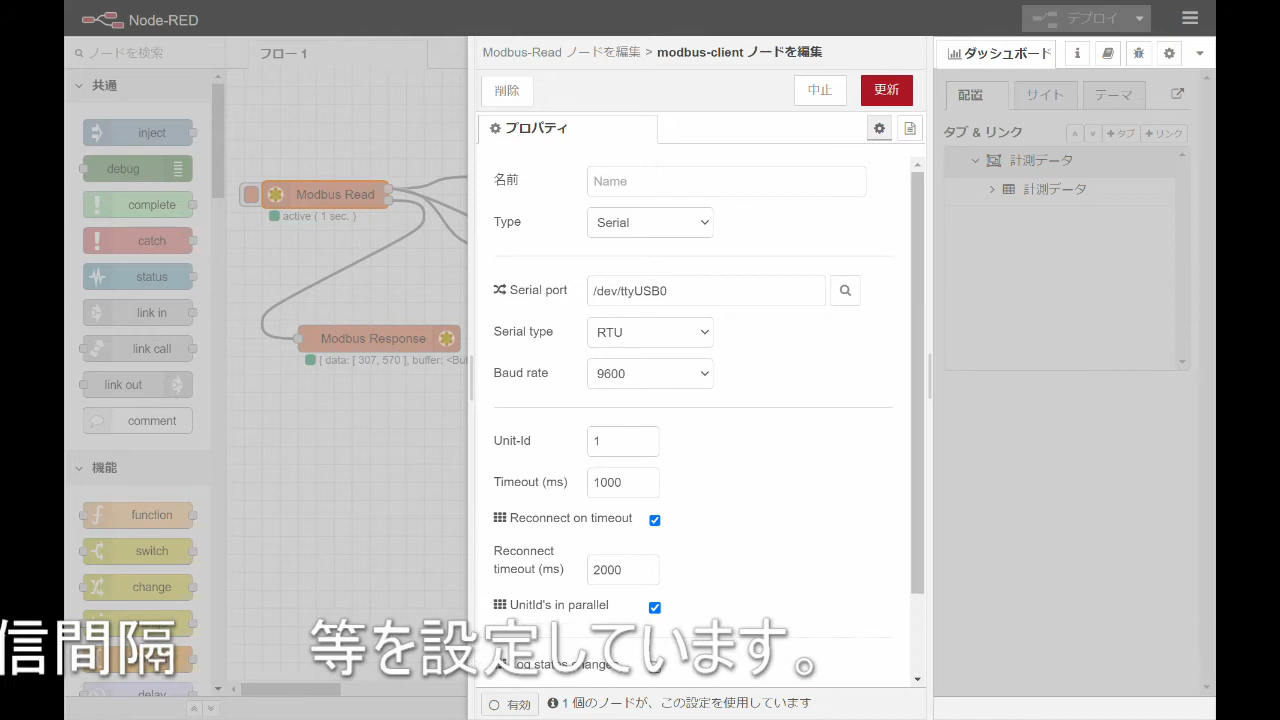 Node-RED
デプロイ
ノードを検索
フロー 1
共通
inject
debug
complete
catch
status
link in
link call
link out
comment
機能
function
switch
change
delay
Modbus Read
active ( 1 sec. )
Modbus Response
[ data: [ 307, 570 ], buffer: <Buf
Modbus-Read ノードを編集 > modbus-client ノードを編集
削除
中止
更新
プロパティ
名前
Name
Type
Serial
Serial port
/dev/ttyUSB0
Serial type
RTU
Baud rate
9600
Unit-Id
1
Timeout (ms)
1000
Reconnect on timeout
Reconnect
timeout (ms)
2000
UnitId's in parallel
Log status changes
有効
1 個のノードが、この設定を使用しています
ダッシュボード
配置
サイト
テーマ
タブ & リンク
タブ
リンク
計測データ
計測データ
信間隔 等を設定しています。